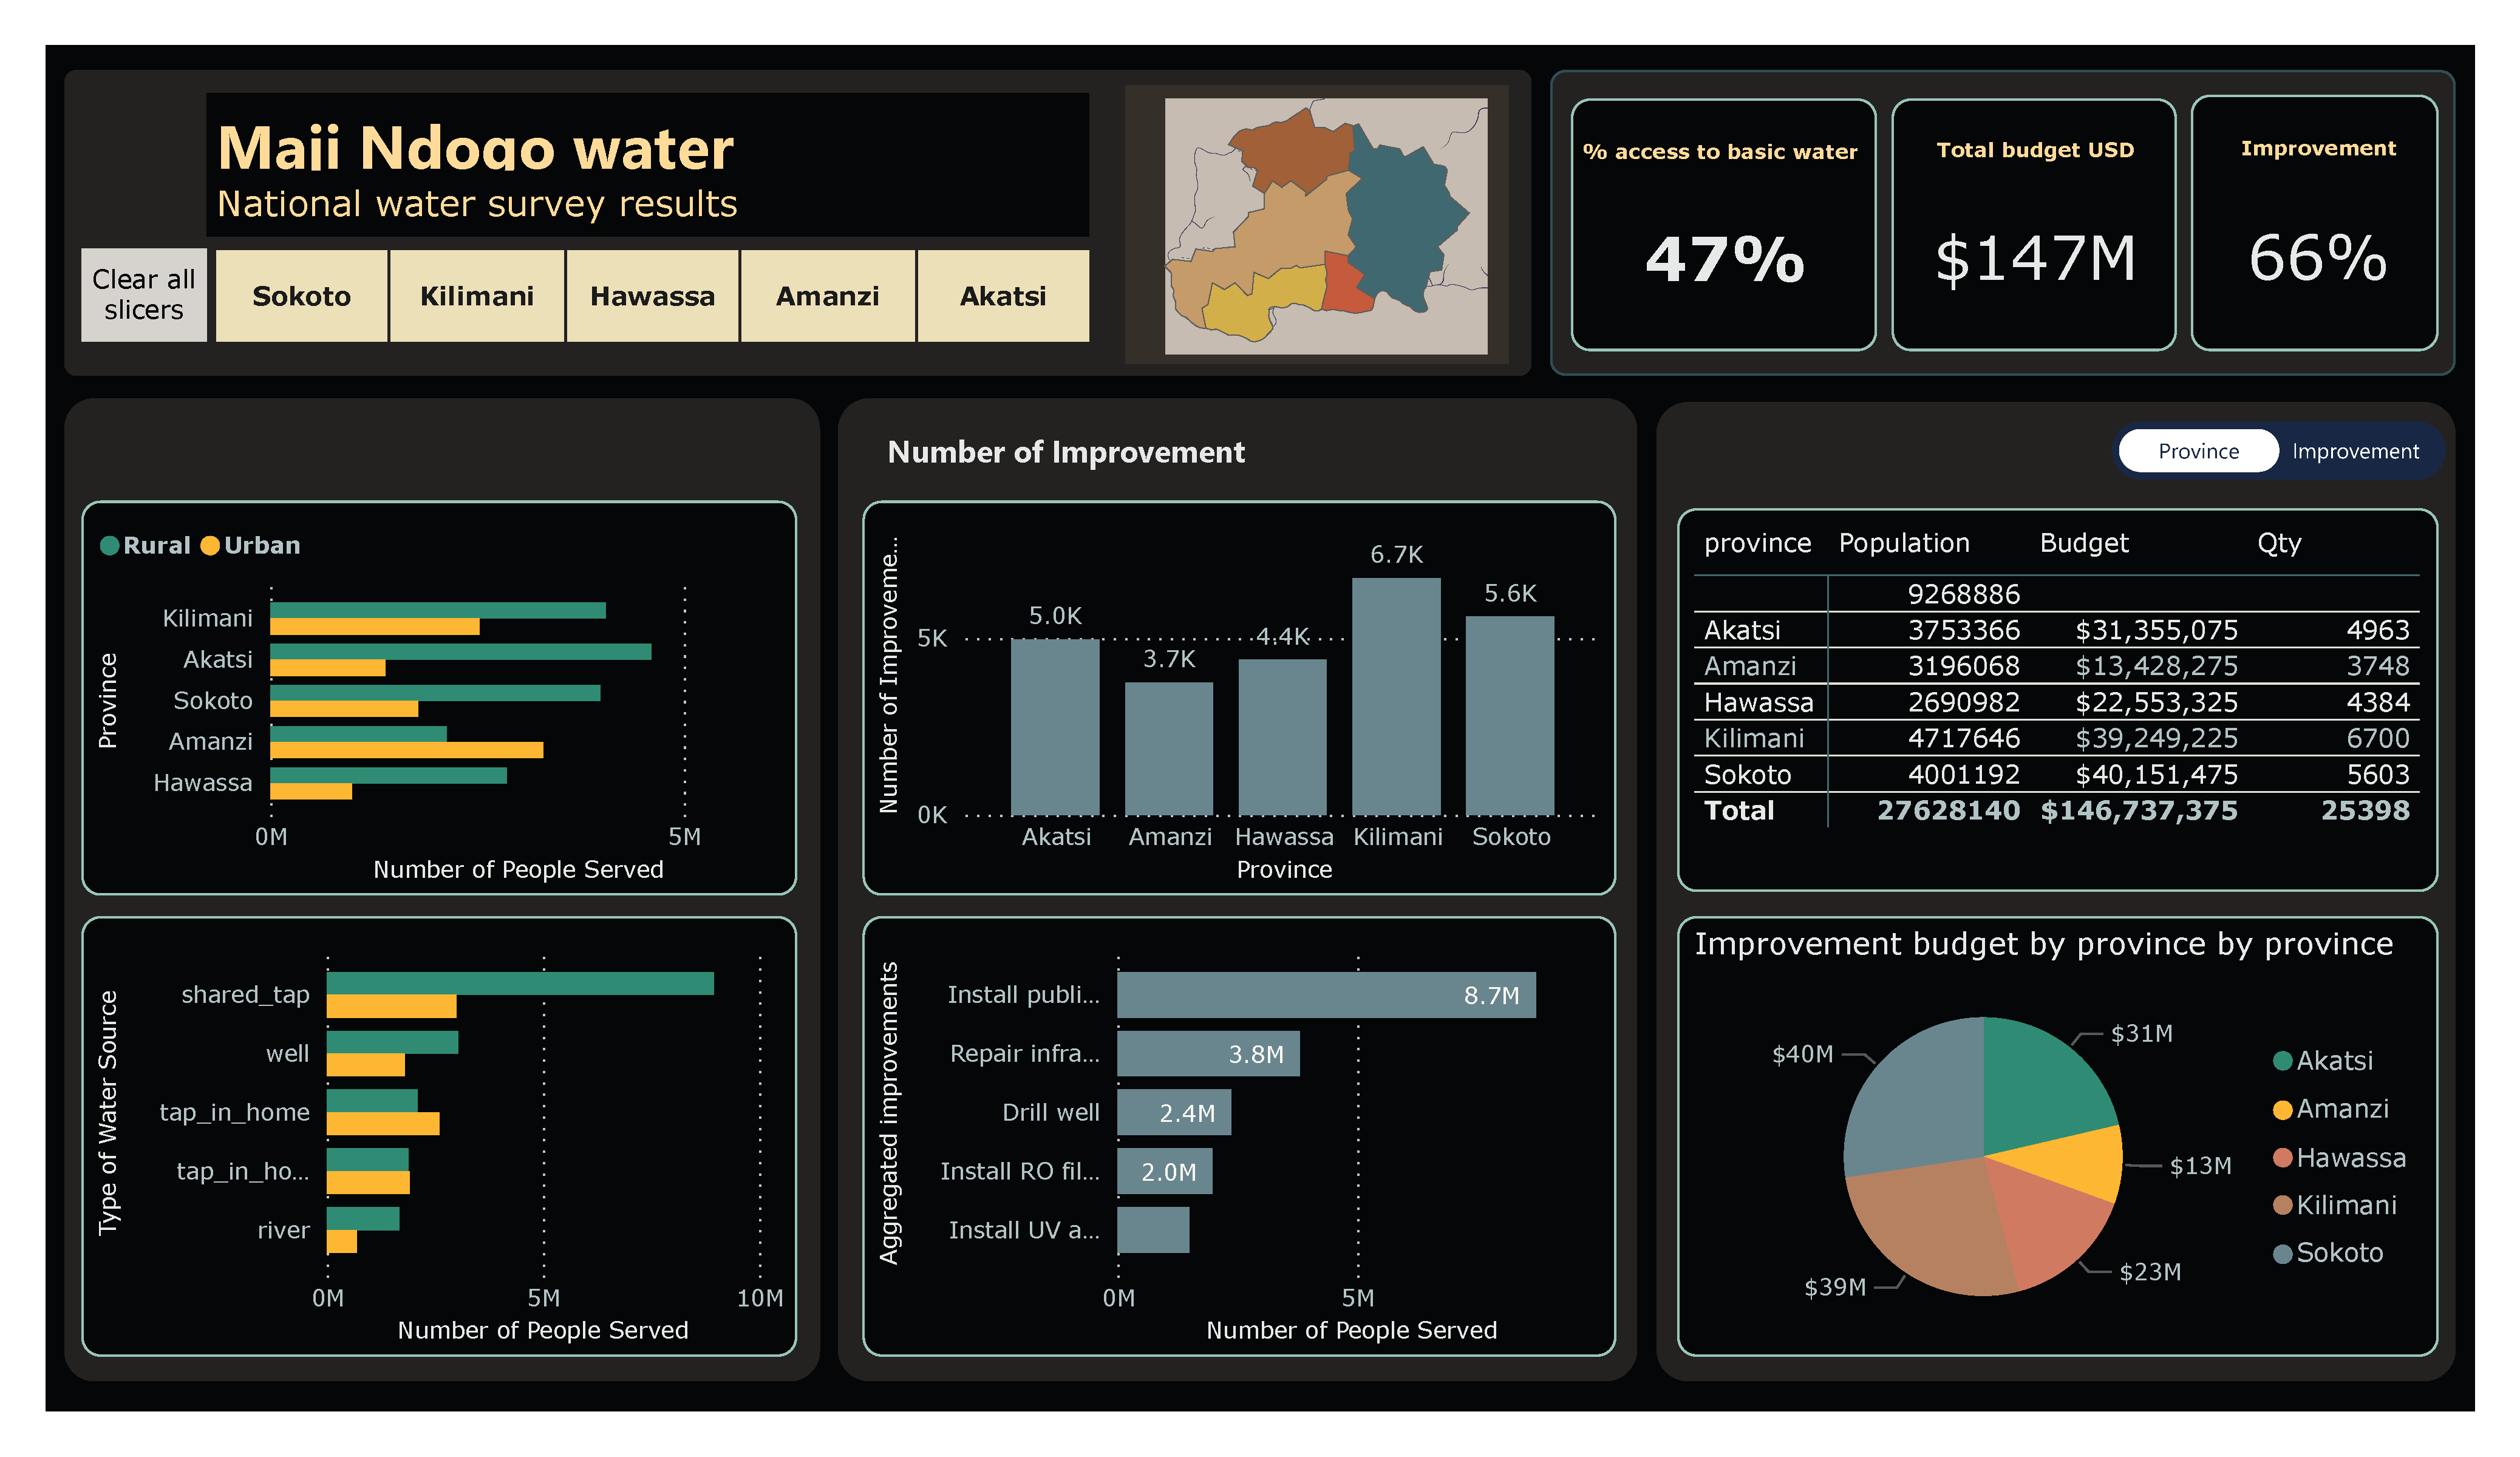 Maji Ndogo water
National water survey results
Clear all
slicers
Sokoto
Kilimani
Hawassa
Amanzi
Akatsi
% access to basic water
47%
Total budget USD
$147M
Improvement
66%
Rural Urban
Province
Kilimani
Akatsi
Sokoto
Amanzi
Hawassa
0M 5M
Number of People Served
Type of Water Source
shared_tap
well
tap_in_home
tap_in_ho...
river
0M 5M 10M
Number of People Served
Number of Improvement
Number of Improveme...
5K
0K
5.0K
3.7K
4.4K
6.7K
5.6K
Akatsi Amanzi Hawassa Kilimani Sokoto
Province
Aggregated improvements
Install publi... 8.7M
Repair infra... 3.8M
Drill well 2.4M
Install RO fil... 2.0M
Install UV a...
0M 5M
Number of People Served
Province Improvement
province Population Budget Qty
9268886
Akatsi 3753366 $31,355,075 4963
Amanzi 3196068 $13,428,275 3748
Hawassa 2690982 $22,553,325 4384
Kilimani 4717646 $39,249,225 6700
Sokoto 4001192 $40,151,475 5603
Total 27628140 $146,737,375 25398
Improvement budget by province by province
$40M
$31M
$13M
$23M
$39M
Akatsi
Amanzi
Hawassa
Kilimani
Sokoto